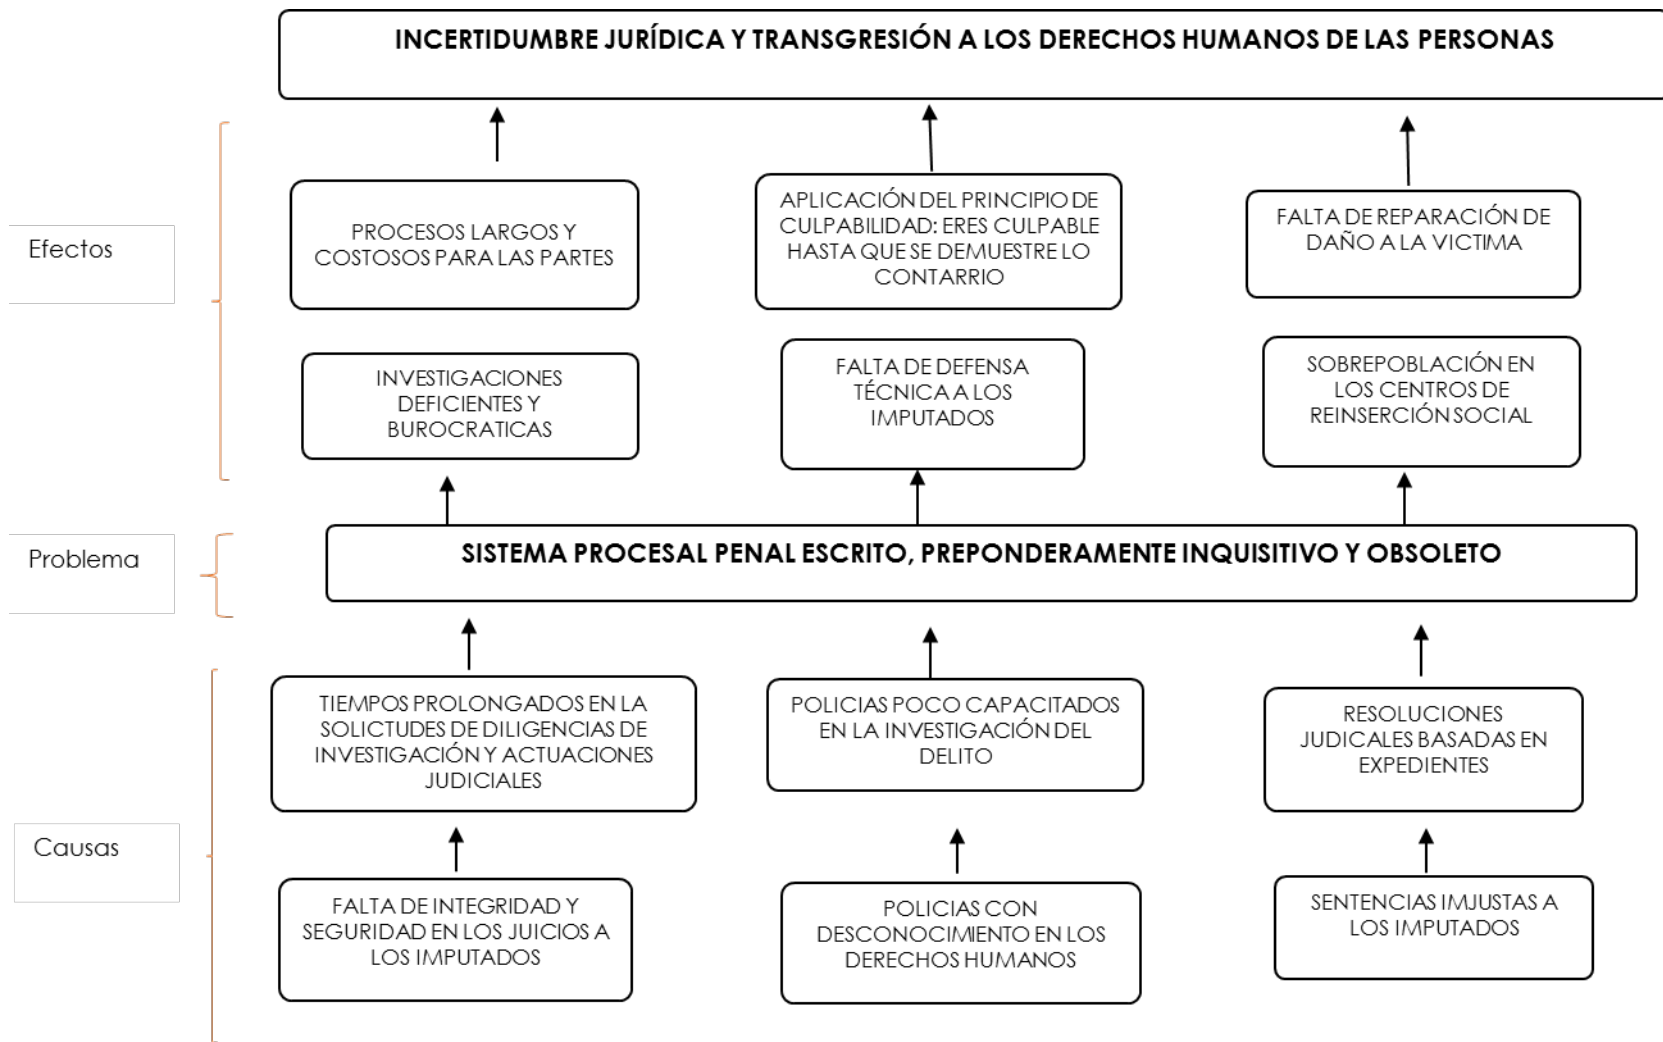 INCERTIDUMBRE JURÍDICA Y TRANSGRESIÓN A LOS DERECHOS HUMANOS DE LAS PERSONAS
Efectos
PROCESOS LARGOS Y
COSTOSOS PARA LAS PARTES
APLICACIÓN DEL PRINCIPIO DE
CULPABILIDAD: ERES CULPABLE
HASTA QUE SE DEMUESTRE LO
CONTARRIO
FALTA DE REPARACIÓN DE
DAÑO A LA VICTIMA
INVESTIGACIONES
DEFICIENTES Y
BUROCRATICAS
FALTA DE DEFENSA
TÉCNICA A LOS
IMPUTADOS
SOBREPOBLACIÓN EN
LOS CENTROS DE
REINSERCIÓN SOCIAL
Problema
SISTEMA PROCESAL PENAL ESCRITO, PREPONDERAMENTE INQUISITIVO Y OBSOLETO
TIEMPOS PROLONGADOS EN LA
SOLICTUDES DE DILIGENCIAS DE
INVESTIGACIÓN Y ACTUACIONES
JUDICIALES
POLICIAS POCO CAPACITADOS
EN LA INVESTIGACIÓN DEL
DELITO
RESOLUCIONES
JUDICALES BASADAS EN
EXPEDIENTES
Causas
FALTA DE INTEGRIDAD Y
SEGURIDAD EN LOS JUICIOS A
LOS IMPUTADOS
POLICIAS CON
DESCONOCIMIENTO EN LOS
DERECHOS HUMANOS
SENTENCIAS IMJUSTAS A
LOS IMPUTADOS